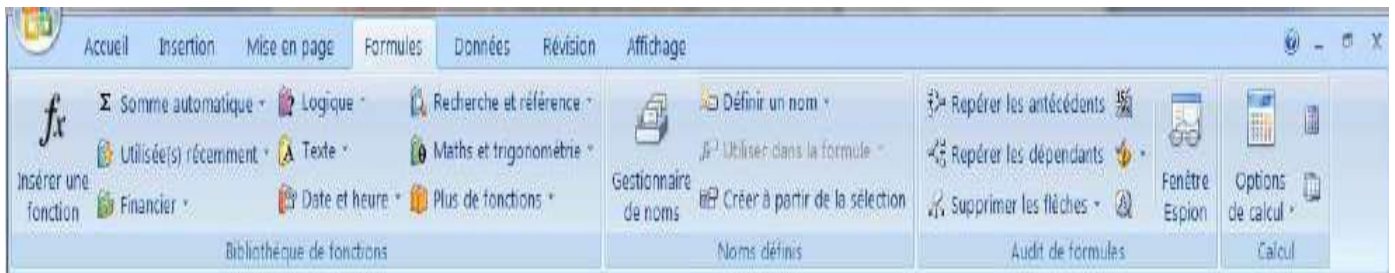 Accueil Insertion Mise en page Formules Données Révision Affichage
fx Insérer une fonction
Σ Somme automatique
Utilisée(s) récemment
Financier
Logique
Texte
Date et heure
Recherche et référence
Maths et trigonométrie
Plus de fonctions
Bibliothèque de fonctions
Gestionnaire de noms
Définir un nom
Utiliser dans la formule
Créer à partir de la sélection
Noms définis
Repérer les antécédents
Repérer les dépendants
Supprimer les flèches
Fenêtre Espion
Audit de formules
Options de calcul
Calcul